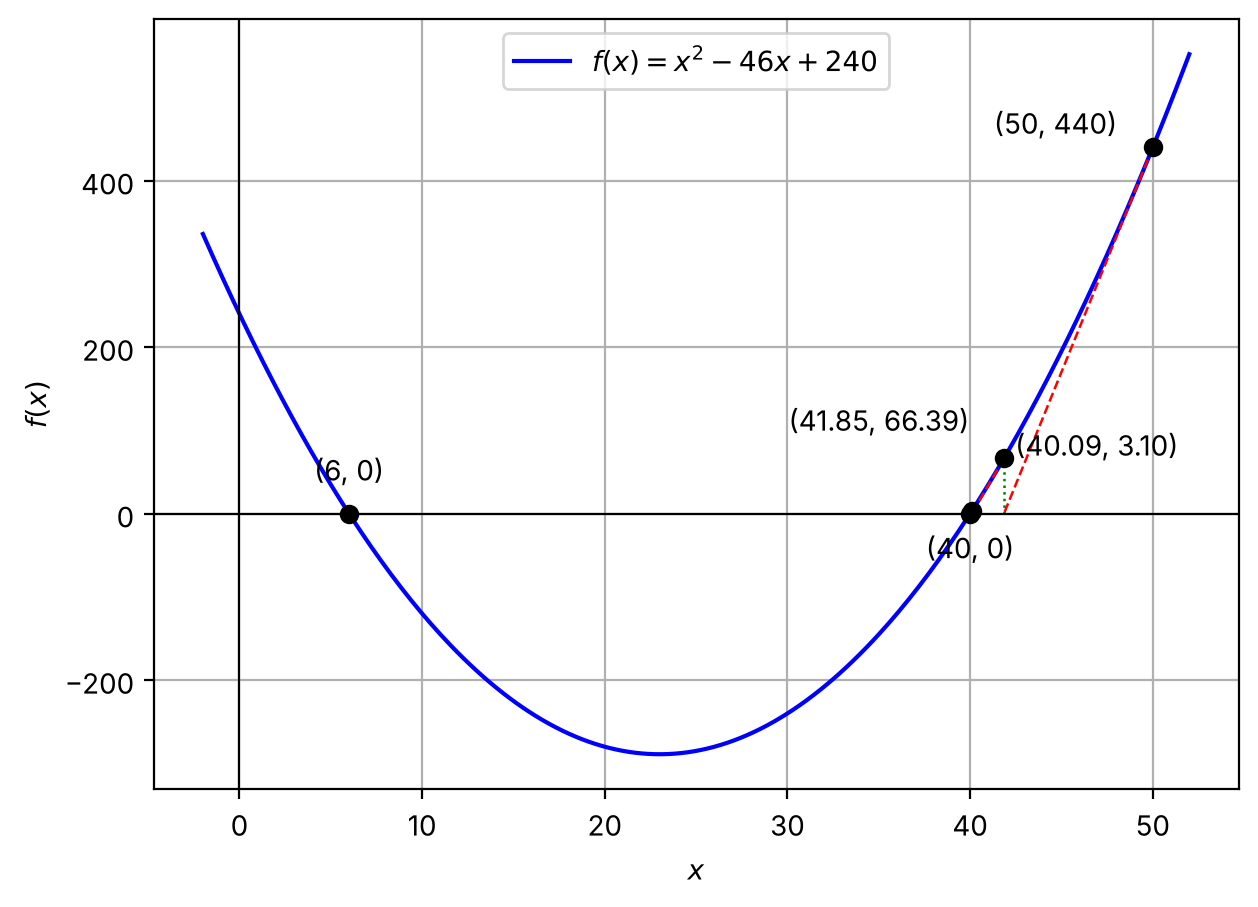 f(x) = x² − 46x + 240
(50, 440)
400
200
(41.85, 66.39)
(40.09, 3.10)
(6, 0)
0
(40, 0)
−200
f(x)
0 10 20 30 40 50
x